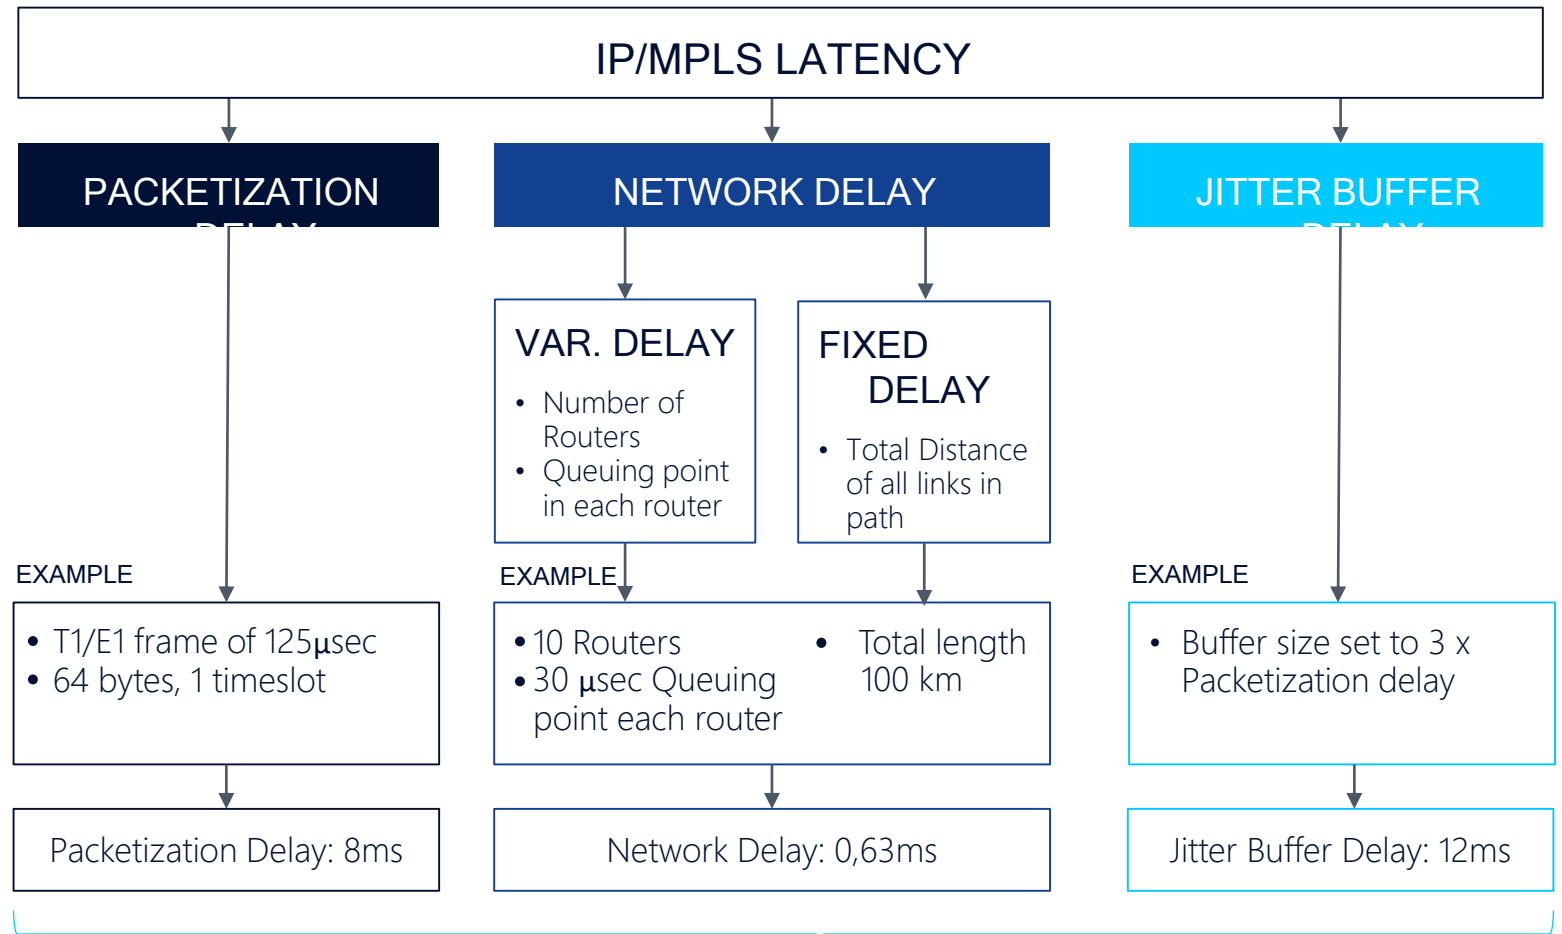 IP/MPLS LATENCY
PACKETIZATION
DELAY
NETWORK DELAY
JITTER BUFFER
DELAY
VAR. DELAY
• Number of
Routers
• Queuing point
in each router
FIXED
DELAY
• Total Distance
of all links in
path
EXAMPLE
• T1/E1 frame of 125μsec
• 64 bytes, 1 timeslot
EXAMPLE
• 10 Routers
• 30 μsec Queuing
point each router
• Total length
100 km
EXAMPLE
• Buffer size set to 3 x
Packetization delay
Packetization Delay: 8ms
Network Delay: 0,63ms
Jitter Buffer Delay: 12ms